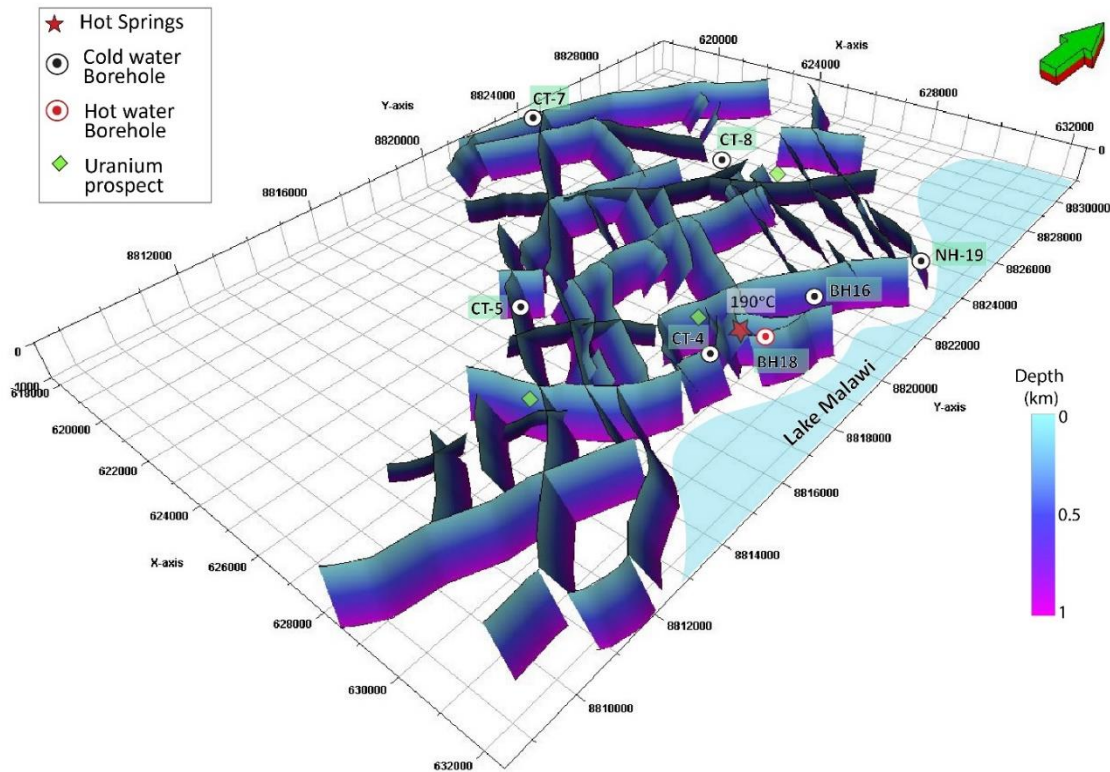 Hot Springs
Cold water
Borehole
Hot water
Borehole
Uranium
prospect
620000
X-axis
624000
628000
632000
0
8828000
8824000
Y-axis
8820000
8816000
8812000
CT-7
CT-8
NH-19
BH16
190°C
CT-5
CT-4
BH18
Lake Malawi
8830000
8828000
8826000
8824000
8822000
8820000
Y-axis
8818000
8816000
8814000
8812000
8810000
0
1000
618000
620000
622000
624000
X-axis
626000
628000
630000
632000
Depth
(km)
0
0.5
1